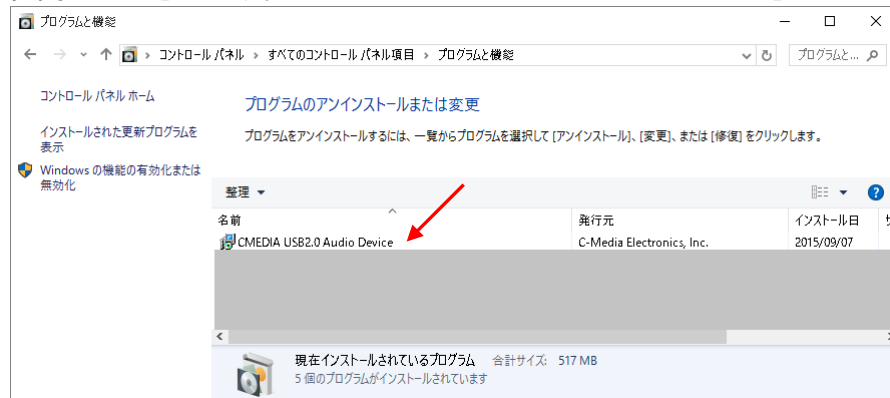 プログラムと機能
コントロール パネル › すべてのコントロール パネル項目 › プログラムと機能
プログラムと...
コントロール パネル ホーム
インストールされた更新プログラムを
表示
Windows の機能の有効化または
無効化
プログラムのアンインストールまたは変更
プログラムをアンインストールするには、一覧からプログラムを選択して [アンインストール]、[変更]、または [修復] をクリックします。
整理
名前 発行元 インストール日
CMEDIA USB2.0 Audio Device C-Media Electronics, Inc. 2015/09/07
現在インストールされているプログラム 合計サイズ: 517 MB
5 個のプログラムがインストールされています